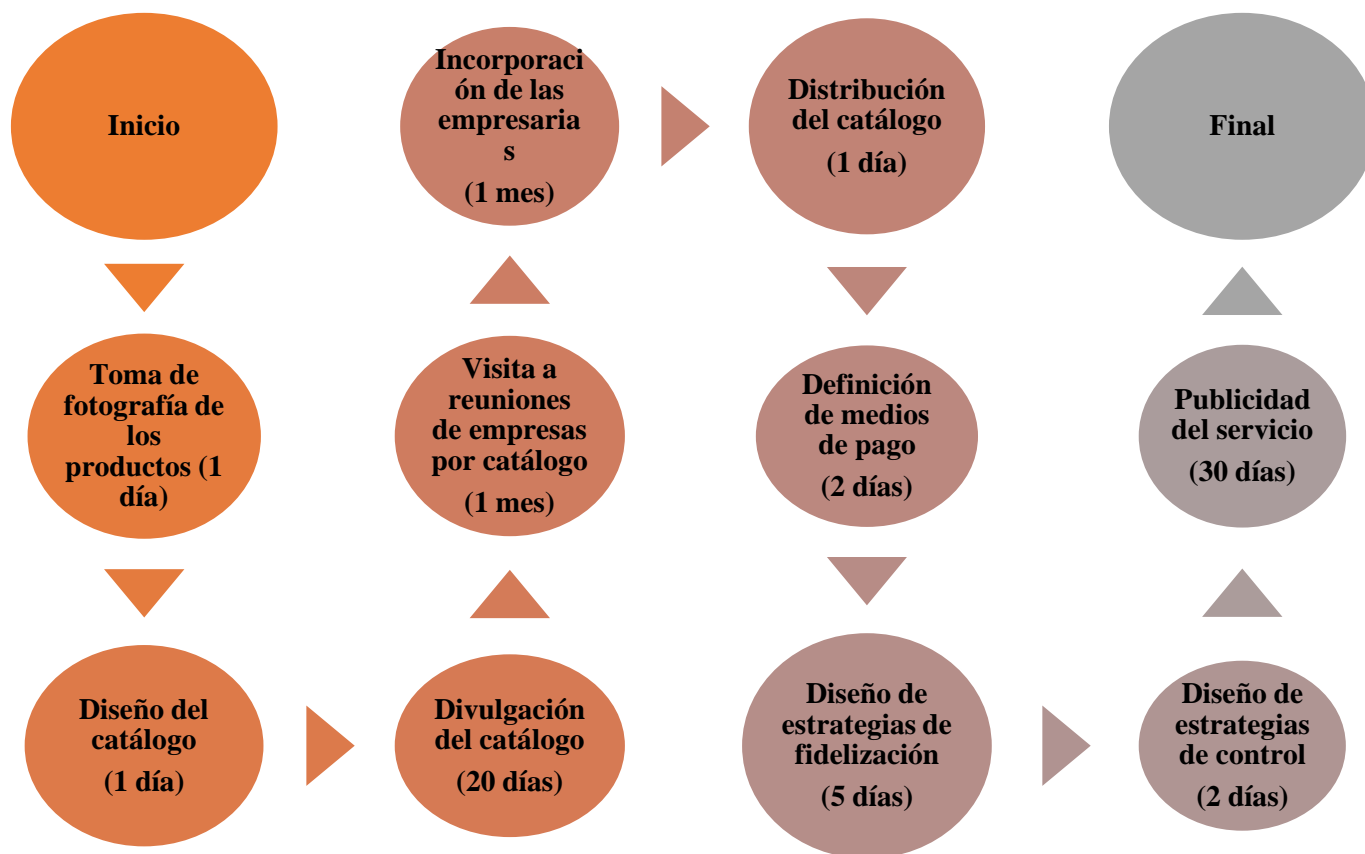 Inicio
Toma de
fotografía de
los
productos (1
día)
Diseño del
catálogo
(1 día)
Divulgación
del catálogo
(20 días)
Visita a
reuniones
de empresas
por catálogo
(1 mes)
Incorporaci
ón de las
empresaria
s
(1 mes)
Distribución
del catálogo
(1 día)
Definición
de medios
de pago
(2 días)
Diseño de
estrategias de
fidelización
(5 días)
Diseño de
estrategias
de control
(2 días)
Publicidad
del servicio
(30 días)
Final